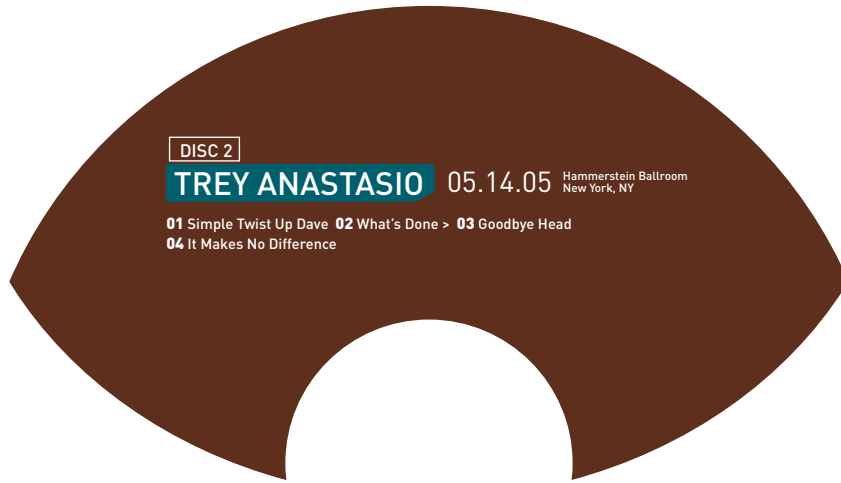 DISC 2
TREY ANASTASIO 05.14.05 Hammerstein Ballroom
New York, NY
01 Simple Twist Up Dave 02 What's Done > 03 Goodbye Head
04 It Makes No Difference